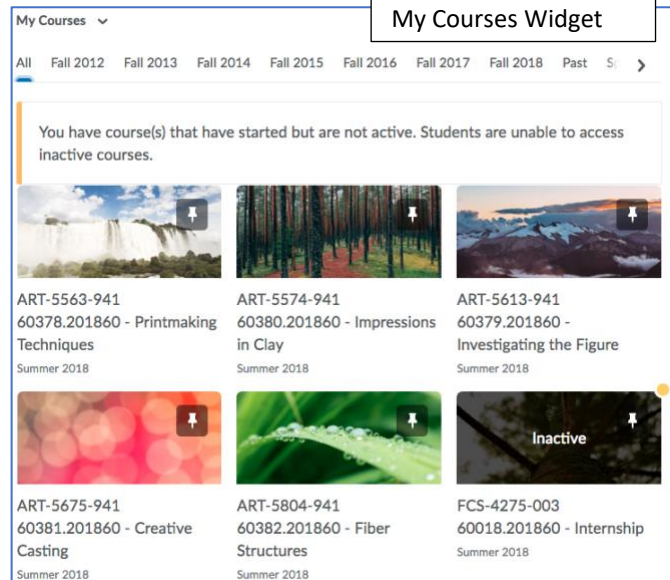 My Courses Widget
My Courses
All Fall 2012 Fall 2013 Fall 2014 Fall 2015 Fall 2016 Fall 2017 Fall 2018 Past
You have course(s) that have started but are not active. Students are unable to access
inactive courses.
ART-5563-941
60378.201860 - Printmaking
Techniques
Summer 2018
ART-5574-941
60380.201860 - Impressions
in Clay
Summer 2018
ART-5613-941
60379.201860 -
Investigating the Figure
Summer 2018
ART-5675-941
60381.201860 - Creative
Casting
Summer 2018
ART-5804-941
60382.201860 - Fiber
Structures
Summer 2018
Inactive
FCS-4275-003
60018.201860 - Internship
Summer 2018